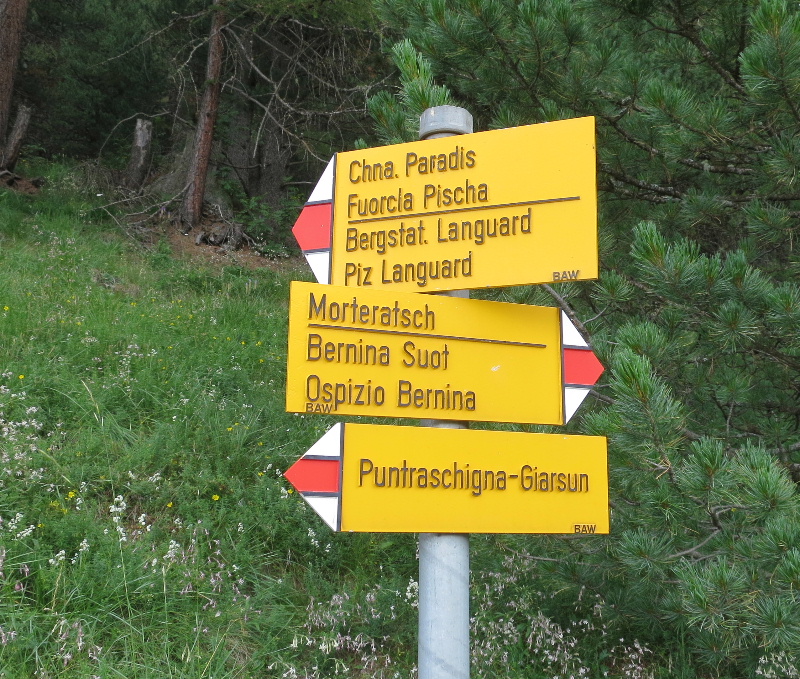 Chna. Paradis
Fuorcla Pischa
Bergstat. Languard
Piz Languard
BAW
Morteratsch
Bernina Suot
Ospizio Bernina
BAW
Puntraschigna-Giarsun
BAW